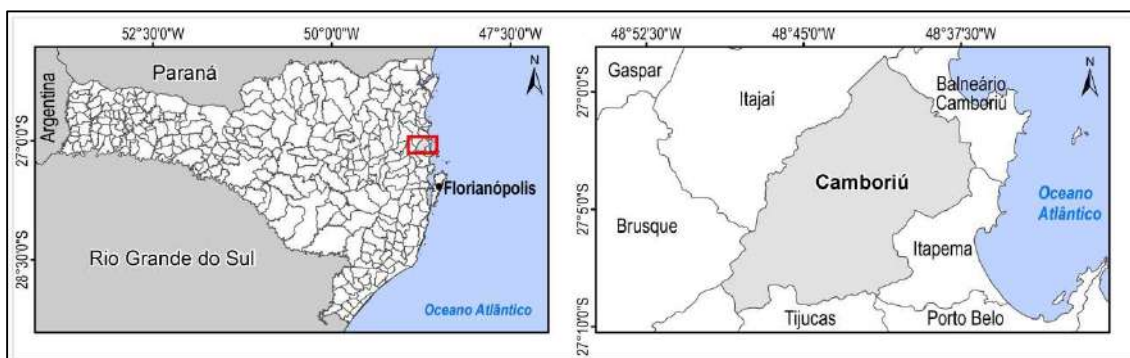 52°30'0"W 50°0'0"W 47°30'0"W
Paraná
Argentina
N
27°0'0"S
Florianópolis
Rio Grande do Sul
28°30'0"S
Oceano Atlântico
48°52'30"W 48°45'0"W 48°37'30"W
Gaspar
Itajaí
Balneário
Camboriú
N
27°0'0"S
Camboriú
Oceano
Atlântico
27°5'0"S
Brusque
Itapema
27°10'0"S
Tijucas
Porto Belo